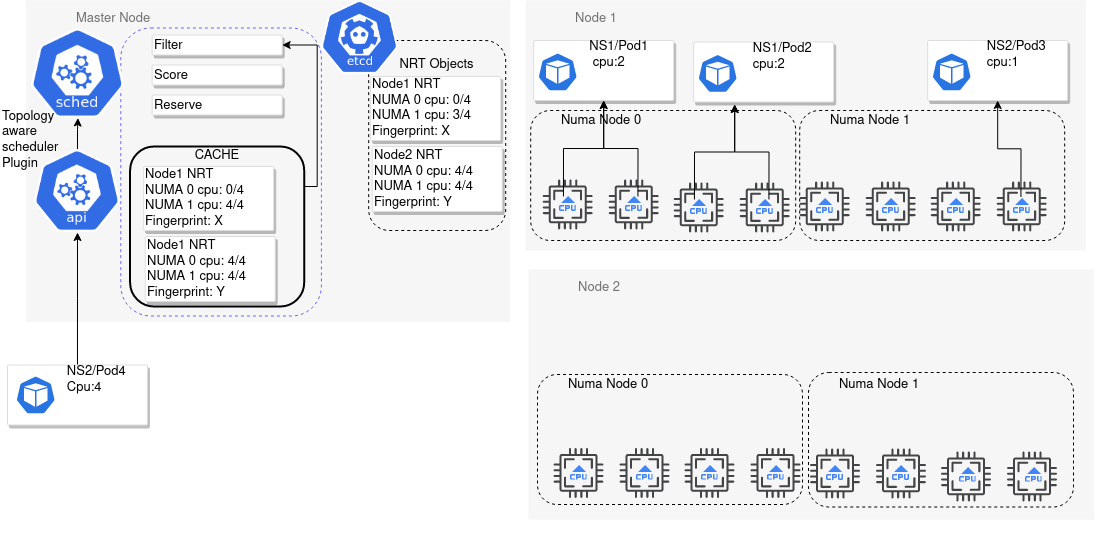 Master Node
sched
Topology
aware
scheduler
Plugin
api
Filter
Score
Reserve
CACHE
Node1 NRT
NUMA 0 cpu: 0/4
NUMA 1 cpu: 4/4
Fingerprint: X
Node1 NRT
NUMA 0 cpu: 4/4
NUMA 1 cpu: 4/4
Fingerprint: Y
etcd
NRT Objects
Node1 NRT
NUMA 0 cpu: 0/4
NUMA 1 cpu: 3/4
Fingerprint: X
Node2 NRT
NUMA 0 cpu: 4/4
NUMA 1 cpu: 4/4
Fingerprint: Y
NS2/Pod4
Cpu:4
Node 1
NS1/Pod1
cpu:2
NS1/Pod2
cpu:2
NS2/Pod3
cpu:1
Numa Node 0
CPU
CPU
CPU
CPU
Numa Node 1
CPU
CPU
CPU
CPU
Node 2
Numa Node 0
CPU
CPU
CPU
CPU
Numa Node 1
CPU
CPU
CPU
CPU